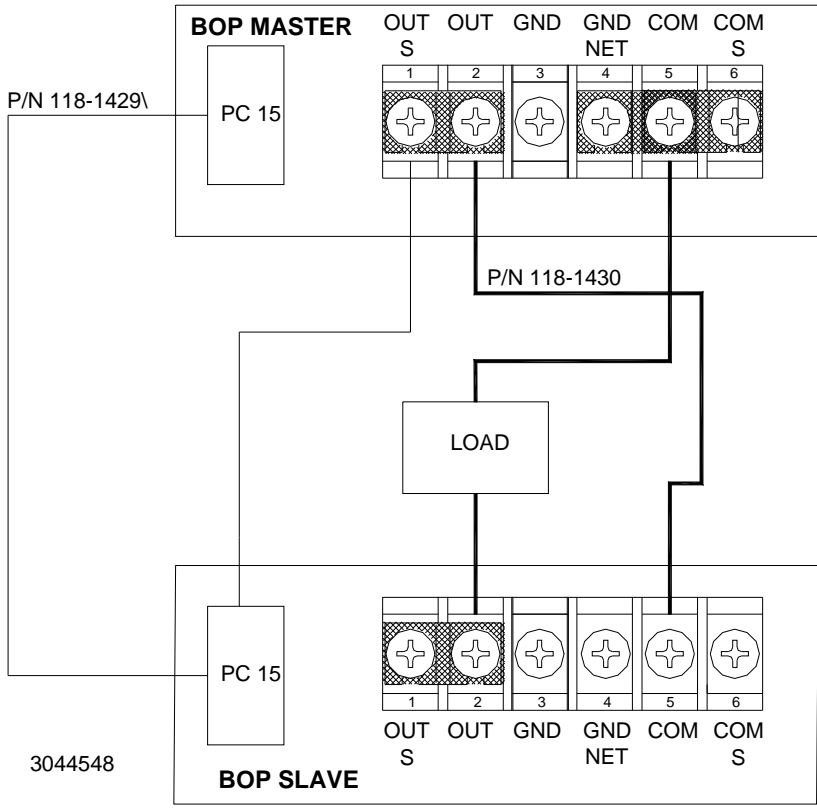 BOP MASTER
OUT S OUT GND GND NET COM COM S
1 2 3 4 5 6
P/N 118-1429\
PC 15
P/N 118-1430
LOAD
PC 15
1 2 3 4 5 6
OUT S OUT GND GND NET COM COM S
3044548
BOP SLAVE